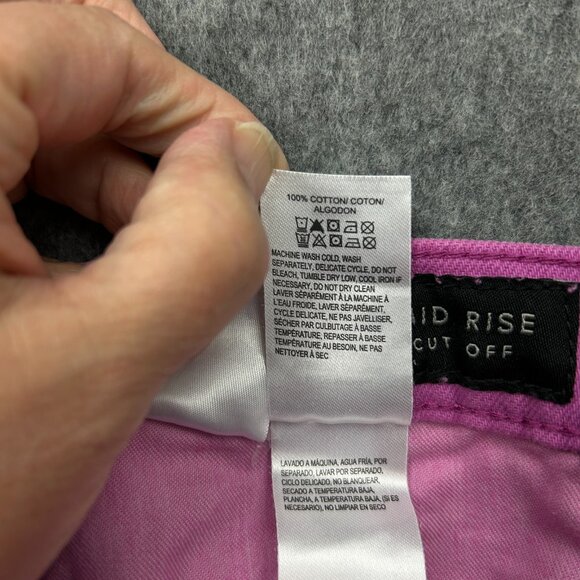 100% COTTON/ COTON/
ALGODON
MACHINE WASH COLD, WASH
SEPARATELY, DELICATE CYCLE, DO NOT
BLEACH, TUMBLE DRY LOW, COOL IRON IF
NECESSARY, DO NOT DRY CLEAN
LAVER SÉPARÉMENT À LA MACHINE À
L'EAU FROIDE, LAVER SÉPARÉMENT,
CYCLE DELICATE, NE PAS JAVELLISER,
SÉCHER PAR CULBUTAGE À BASSE
TEMPÉRATURE, REPASSER À BASSE
TEMPÉRATURE AU BESOIN, NE PAS
NETTOYER À SEC
LAVADO A MÁQUINA, AGUA FRÍA, POR
SEPARADO, LAVAR POR SEPARADO,
CICLO DELICADO, NO BLANQUEAR,
SECADO A TEMPERATURA BAJA,
PLANCHA, A TEMPERATURA BAJA, (SI ES
NECESARIO), NO LIMPIAR EN SECO
MID RISE
CUT OFF